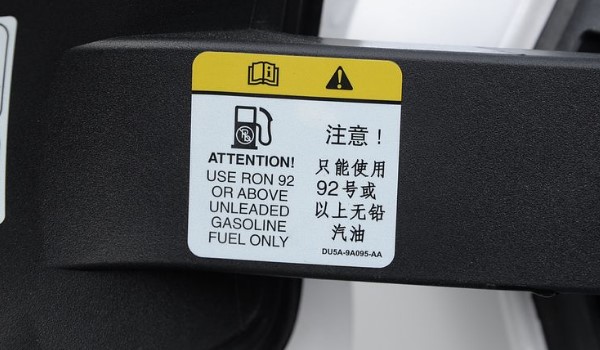 ATTENTION!
USE RON 92
OR ABOVE
UNLEADED
GASOLINE
FUEL ONLY
注意！
只能使用
92号或
以上无铅
汽油
DU5A-9A095-AA